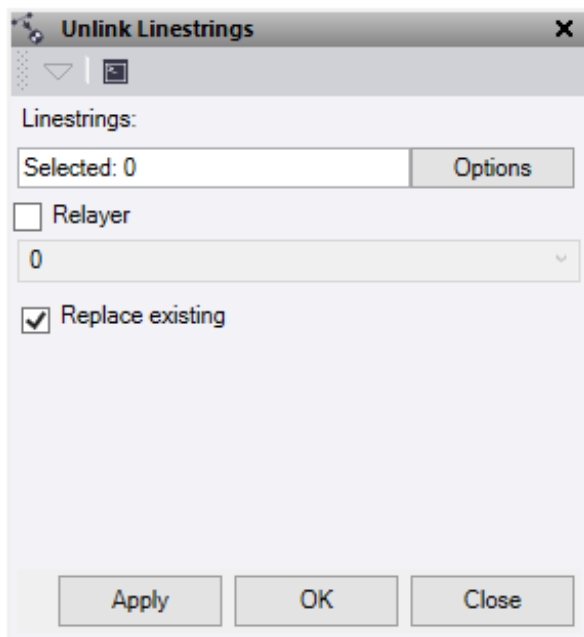 Unlink Linestrings
Linestrings:
Selected: 0
Options
Relayer
0
Replace existing
Apply
OK
Close